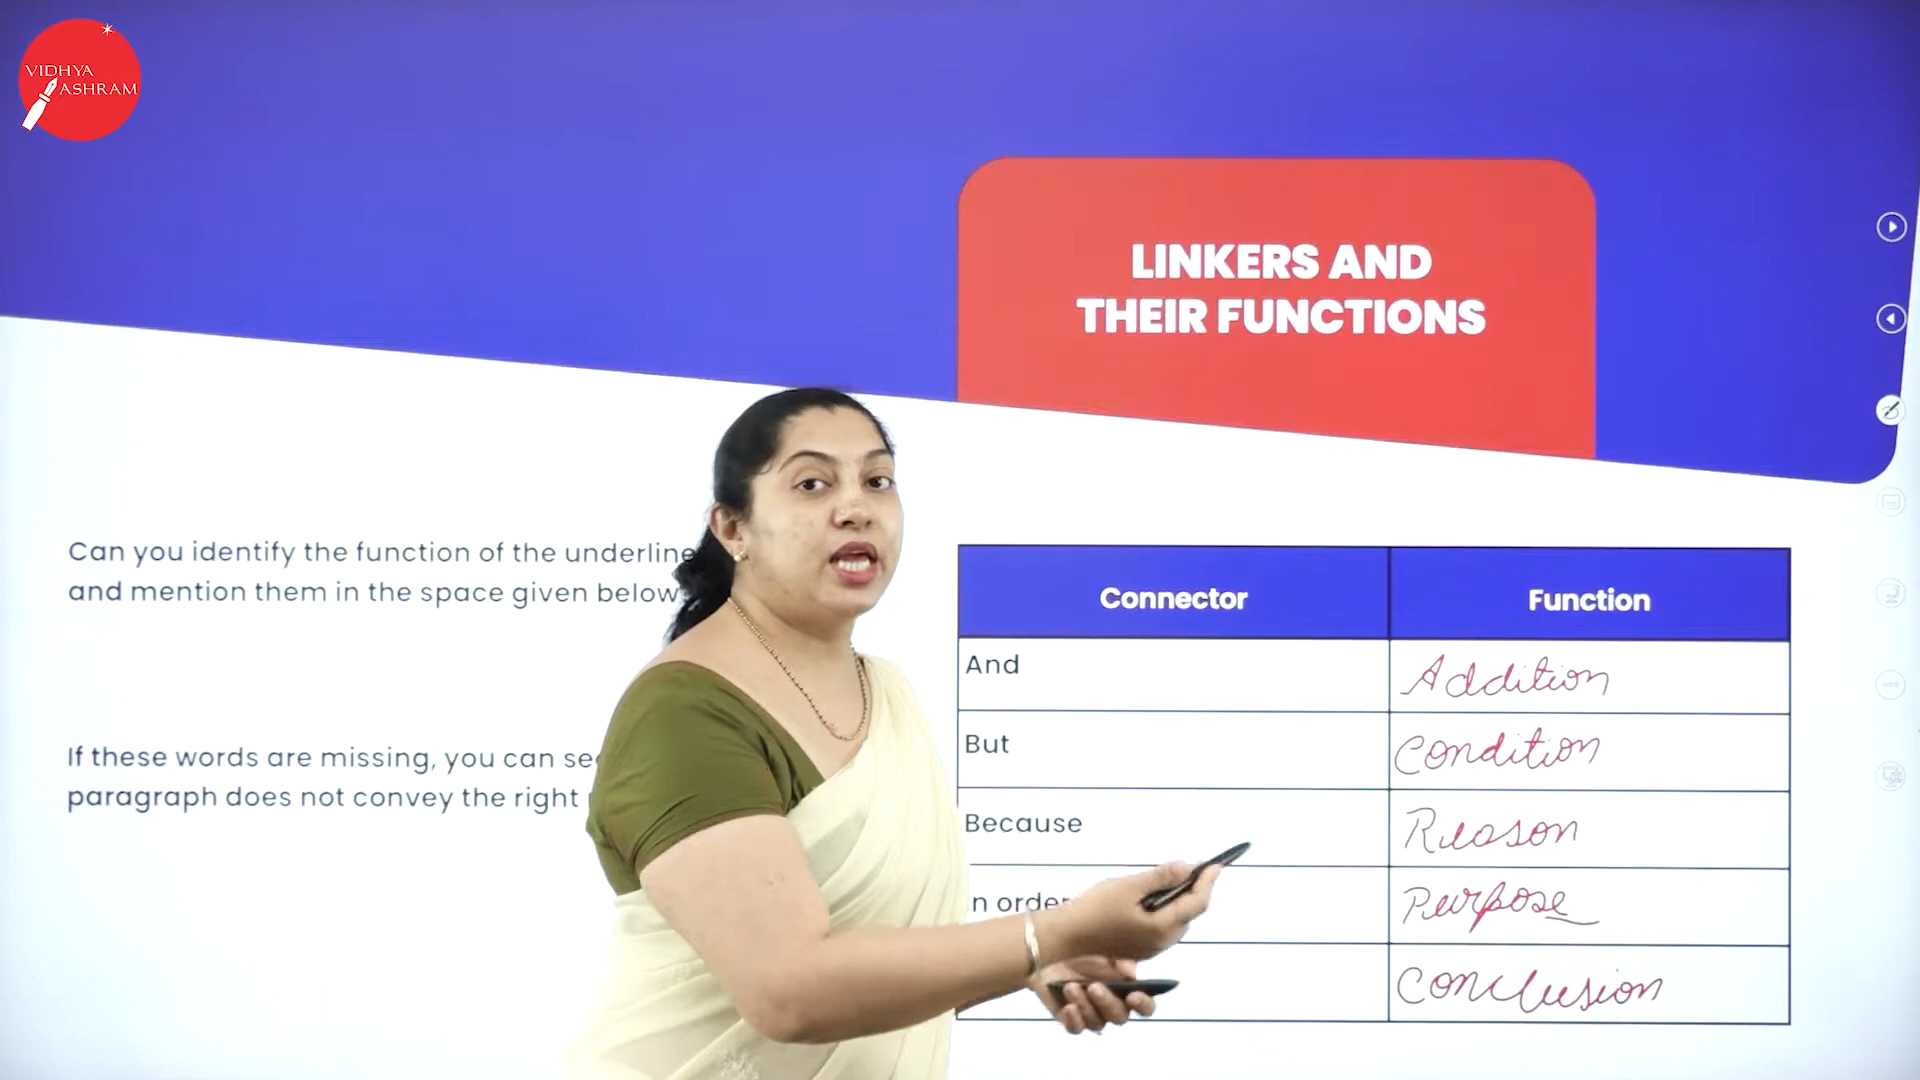 VIDHYA
ASHRAM
LINKERS AND
THEIR FUNCTIONS
Can you identify the function of the underline
and mention them in the space given below
If these words are missing, you can se
paragraph does not convey the right
Connector Function
And Addition
But Condition
Because Reason
n order Purpose
Conclusion